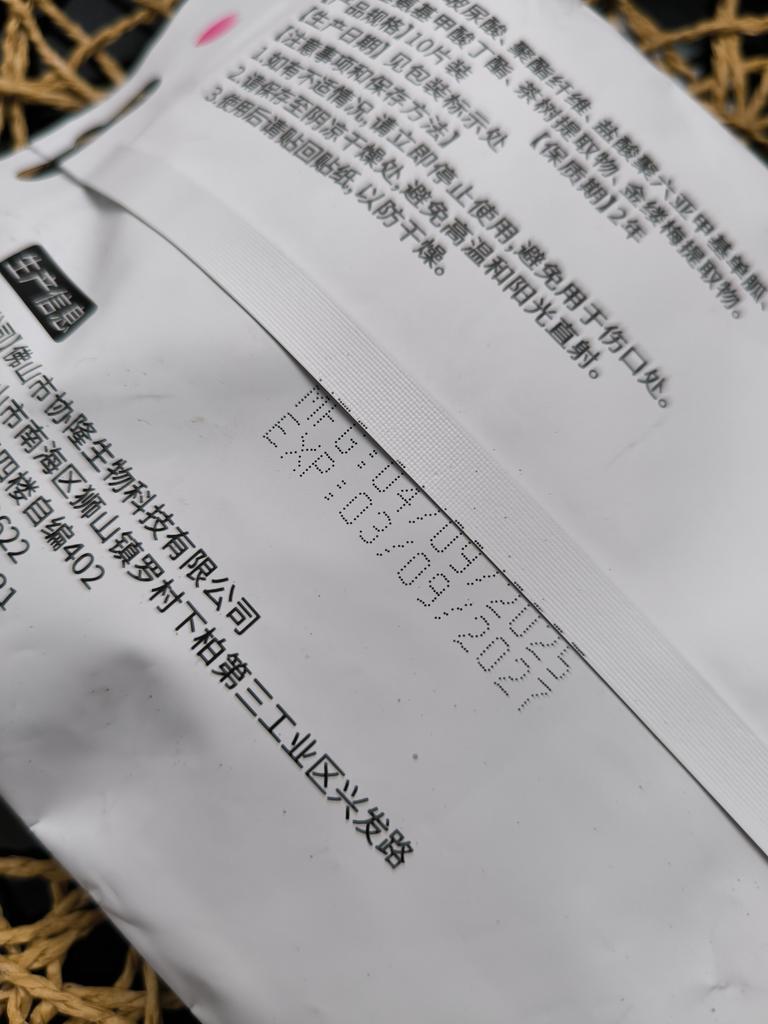 尿酸、聚酯纤维、盐酸聚六亚甲基单胍、
基甲酸丁酯、茶树提取物、金缕梅提取物。
产品规格】10片装
【生产日期】见包装标示处 【保质期】2年
【注意事项和保存方法】
1.如有不适情况,请立即停止使用,避免用于伤口处。
2.请保存至阴凉干燥处,避免高温和阳光直射。
3.使用后请贴回贴纸,以防干燥。
MFG:04/09/2025
EXP:03/09/2027
生产信息
司】佛山市协隆生物科技有限公司
山市南海区狮山镇罗村下柏第三工业区兴发路
四楼自编402
622